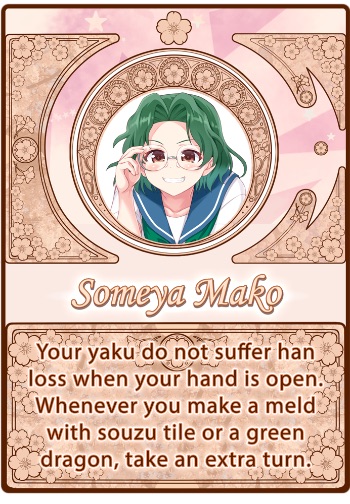 Someya Mako
Your yaku do not suffer han
loss when your hand is open.
Whenever you make a meld
with souzu tile or a green
dragon, take an extra turn.